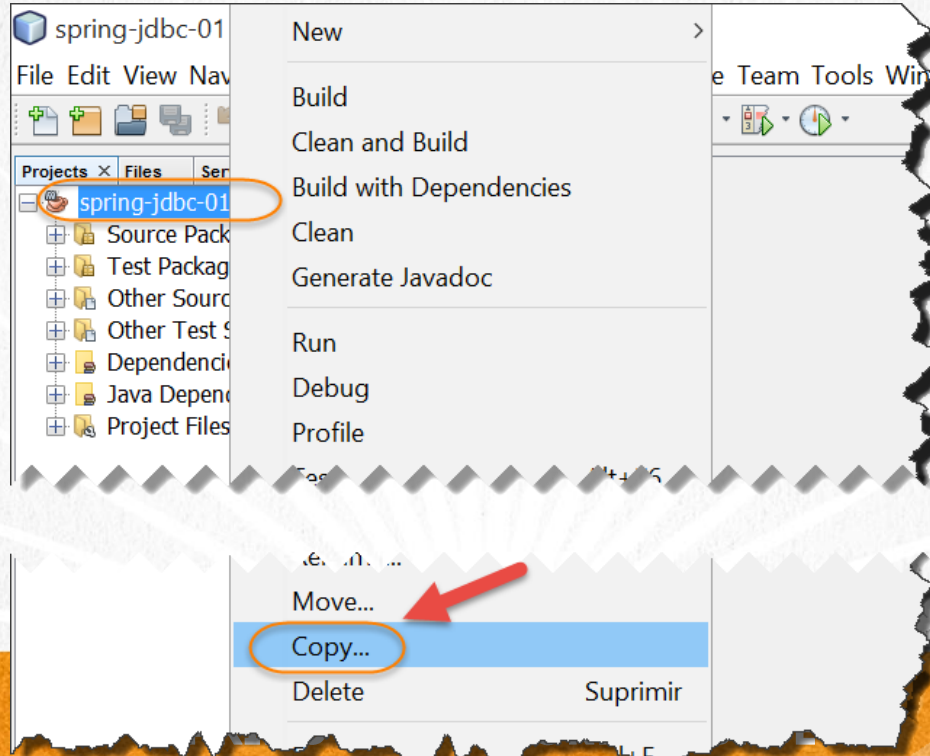 spring-jdbc-01
File Edit View Nav
e Team Tools Win
Projects × Files Ser
spring-jdbc-01
Source Pack
Test Packag
Other Sourc
Other Test S
Dependenci
Java Depend
Project Files
New
Build
Clean and Build
Build with Dependencies
Clean
Generate Javadoc
Run
Debug
Profile
Move...
Copy...
Delete Suprimir